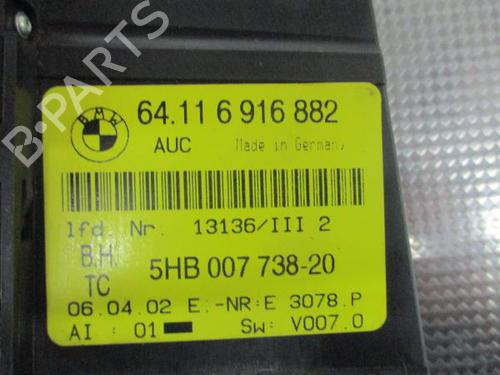 BMW
64.11 6 916 882
AUC Made in Germany
lfd. Nr. 13136/III 2
B.H. 
TC 5HB 007 738-20
06.04.02 E.-NR:E 3078.P
AI : 01 SW: V007.0
B-PARTS